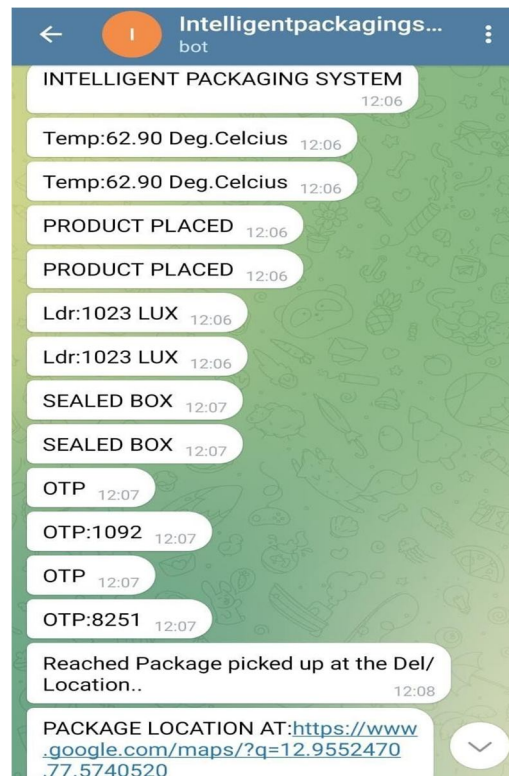 Intelligentpackagings...
I
bot
INTELLIGENT PACKAGING SYSTEM
12:06
Temp:62.90 Deg.Celcius 12:06
Temp:62.90 Deg.Celcius 12:06
PRODUCT PLACED 12:06
PRODUCT PLACED 12:06
Ldr:1023 LUX 12:06
Ldr:1023 LUX 12:06
SEALED BOX 12:07
SEALED BOX 12:07
OTP 12:07
OTP:1092 12:07
OTP 12:07
OTP:8251 12:07
Reached Package picked up at the Del/
Location..
12:08
PACKAGE LOCATION AT:https://www
.google.com/maps/?q=12.9552470
,77.5740520